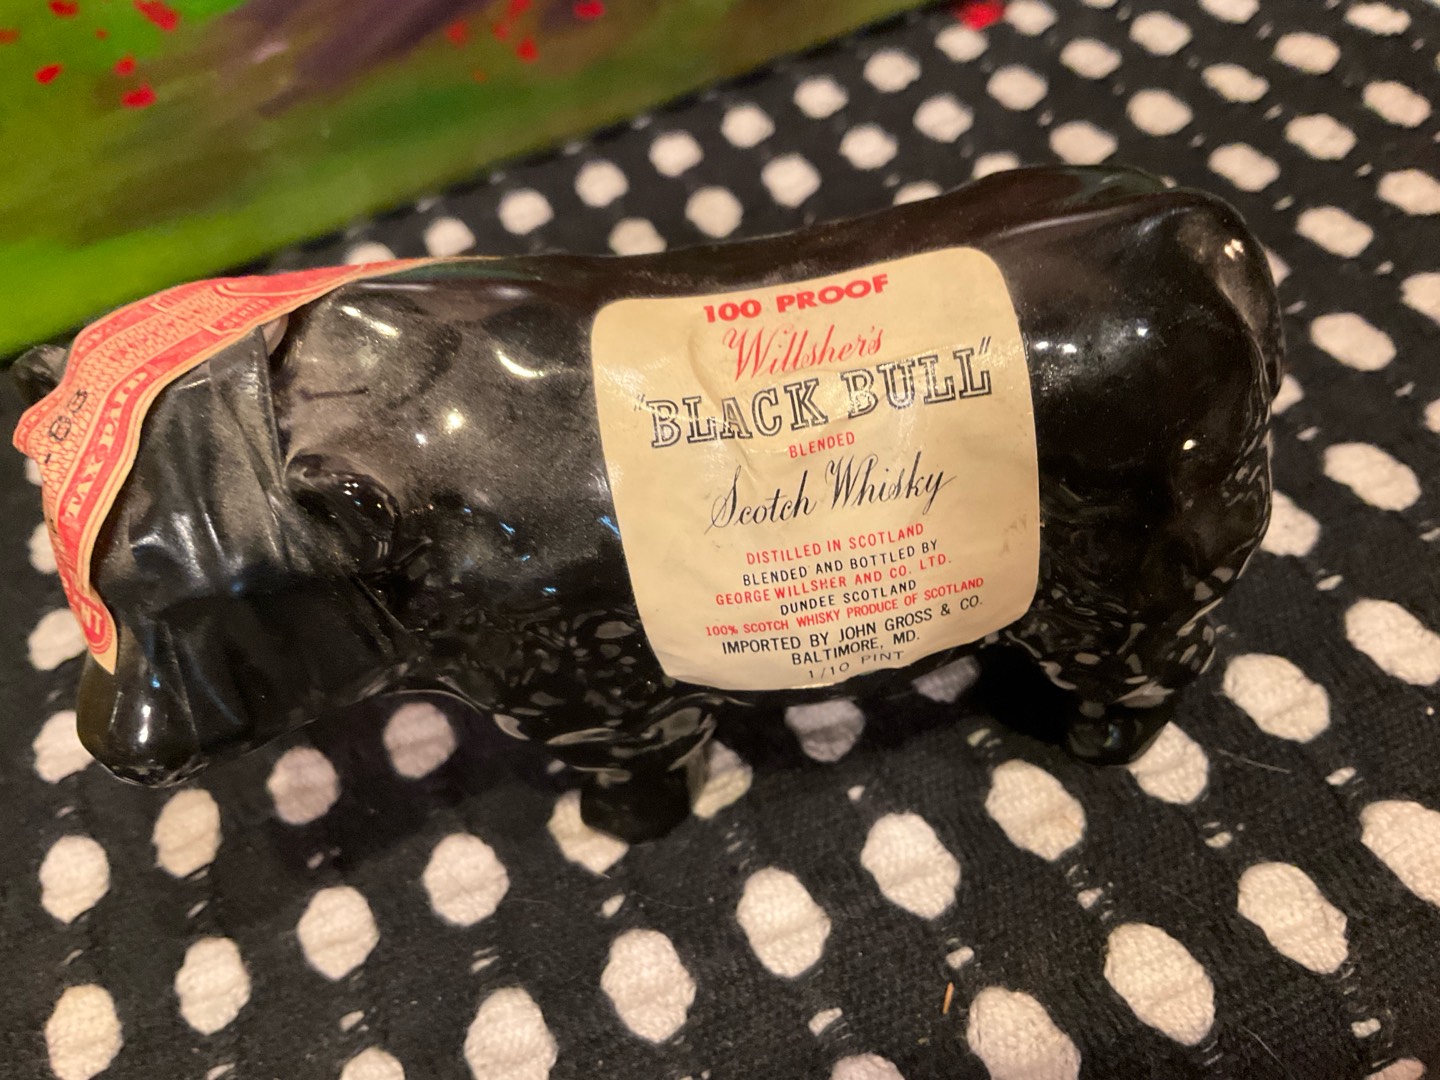 100 PROOF
Willsher's
"BLACK BULL"
BLENDED
Scotch Whisky
DISTILLED IN SCOTLAND
BLENDED AND BOTTLED BY
GEORGE WILLSHER AND CO. LTD.
DUNDEE SCOTLAND
100% SCOTCH WHISKY PRODUCE OF SCOTLAND
IMPORTED BY JOHN GROSS & CO.
BALTIMORE, MD.
1/10 PINT
TAX PAID